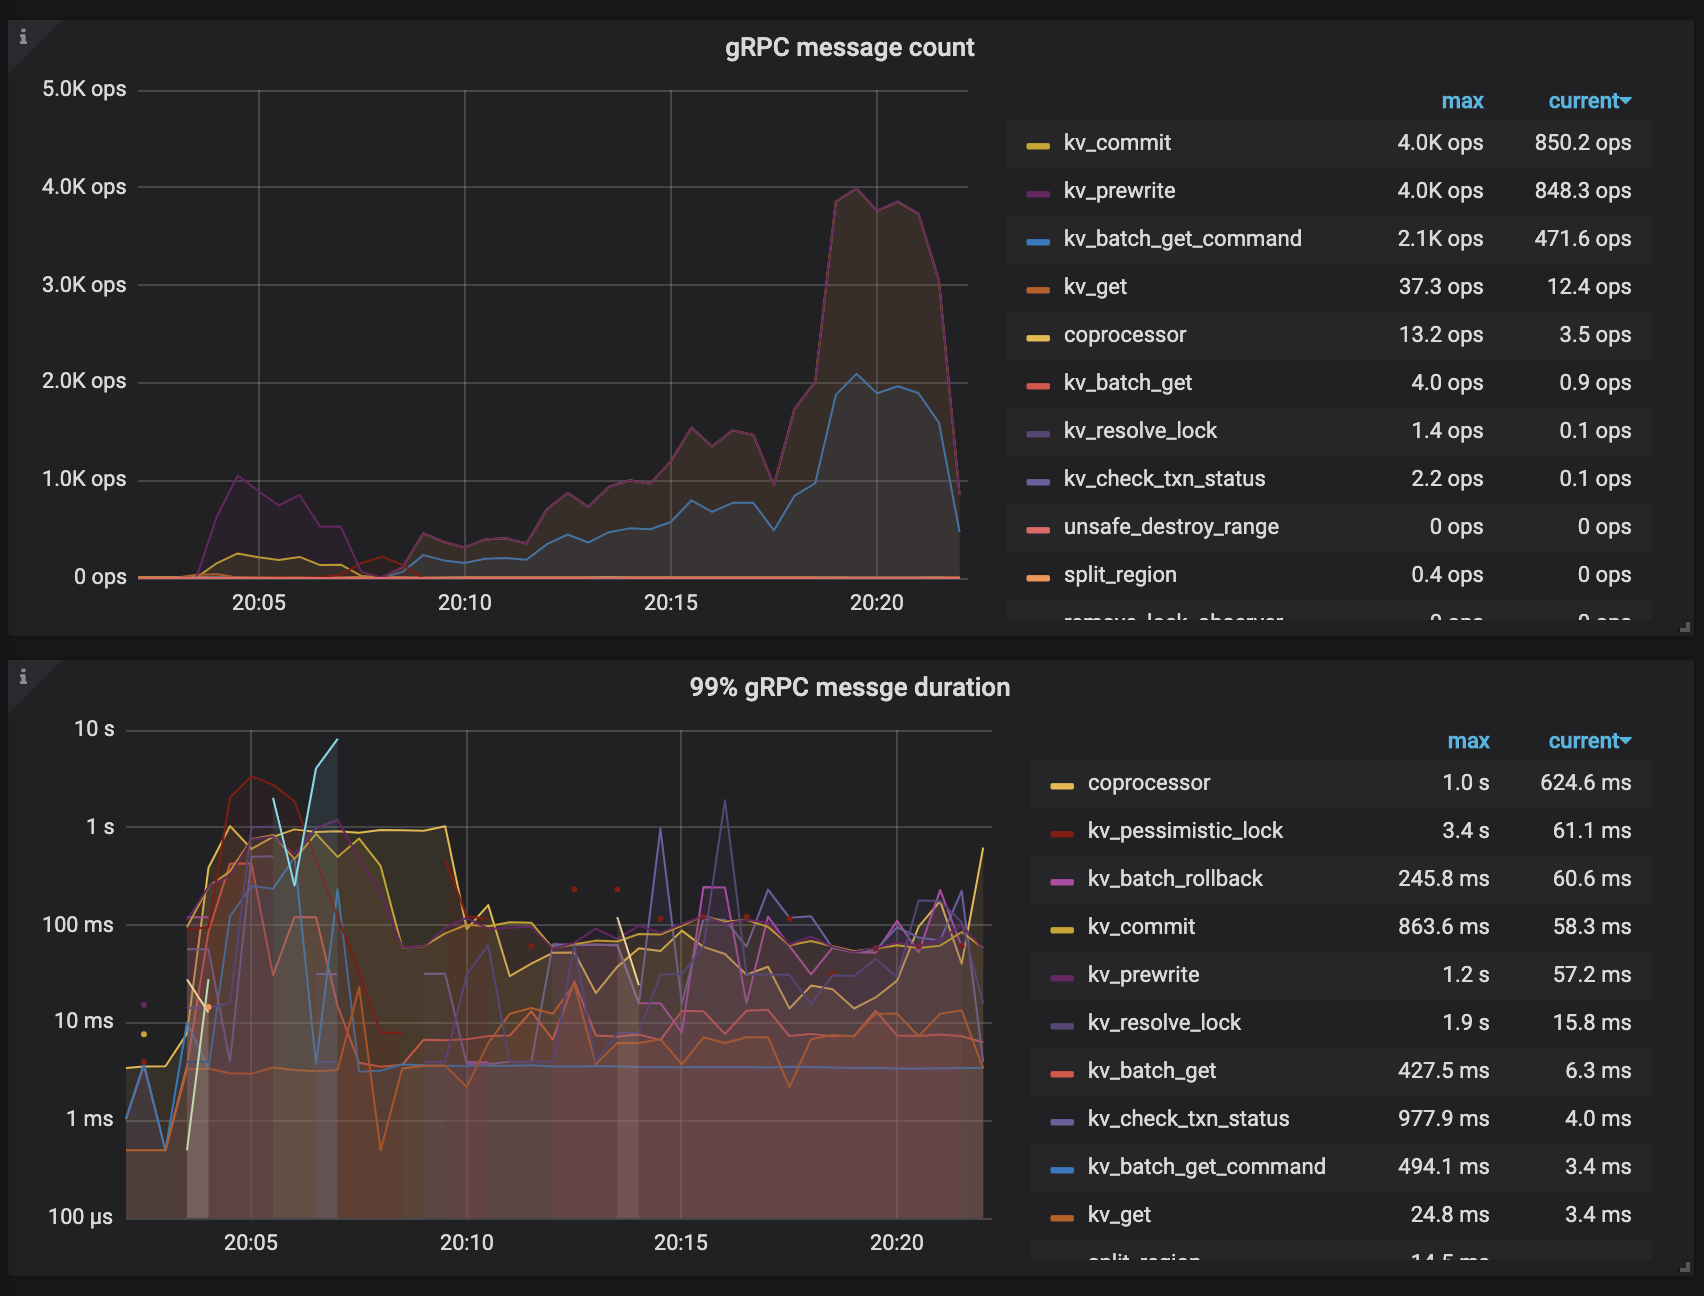 gRPC message count
5.0K ops
4.0K ops
3.0K ops
2.0K ops
1.0K ops
0 ops
20:05 20:10 20:15 20:20
max current
kv_commit 4.0K ops 850.2 ops
kv_prewrite 4.0K ops 848.3 ops
kv_batch_get_command 2.1K ops 471.6 ops
kv_get 37.3 ops 12.4 ops
coprocessor 13.2 ops 3.5 ops
kv_batch_get 4.0 ops 0.9 ops
kv_resolve_lock 1.4 ops 0.1 ops
kv_check_txn_status 2.2 ops 0.1 ops
unsafe_destroy_range 0 ops 0 ops
split_region 0.4 ops 0 ops
remove_lock_observer 0 ops 0 ops
99% gRPC messge duration
10 s
1 s
100 ms
10 ms
1 ms
100 µs
20:05 20:10 20:15 20:20
max current
coprocessor 1.0 s 624.6 ms
kv_pessimistic_lock 3.4 s 61.1 ms
kv_batch_rollback 245.8 ms 60.6 ms
kv_commit 863.6 ms 58.3 ms
kv_prewrite 1.2 s 57.2 ms
kv_resolve_lock 1.9 s 15.8 ms
kv_batch_get 427.5 ms 6.3 ms
kv_check_txn_status 977.9 ms 4.0 ms
kv_batch_get_command 494.1 ms 3.4 ms
kv_get 24.8 ms 3.4 ms
split_region 14.5 ms